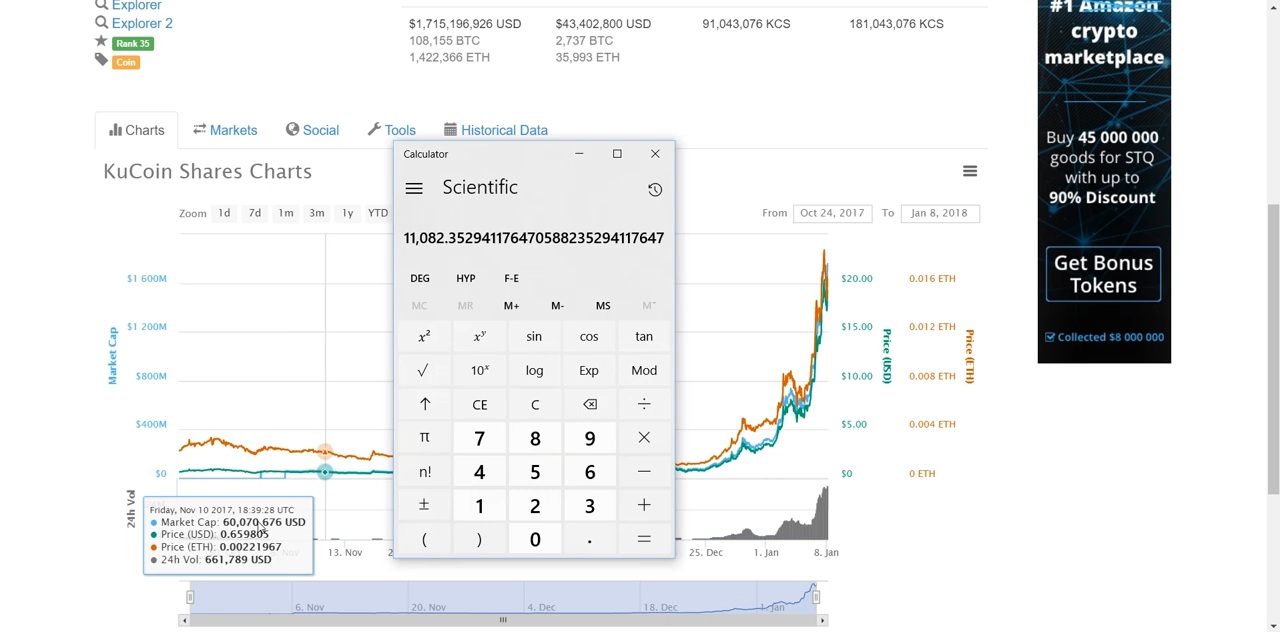 Explorer
Explorer 2
Rank 35
Coin
$1,715,196,926 USD $43,402,800 USD 91,043,076 KCS 181,043,076 KCS
108,155 BTC 2,737 BTC
1,422,366 ETH 35,993 ETH
Charts Markets Social Tools Historical Data
KuCoin Shares Charts
Zoom 1d 7d 1m 3m 1y YTD
From Oct 24, 2017 To Jan 8, 2018
Calculator
Scientific
11,082.352941176470588235294117647
DEG HYP F-E
MC MR M+ M- MS M˅
x² xʸ sin cos tan
√ 10ˣ log Exp Mod
↑ CE C ⌫ ÷
π 7 8 9 ×
n! 4 5 6 −
± 1 2 3 +
( ) 0 . =
$1 600M
$1 200M
$800M
$400M
$0
Market Cap
24h Vol
$20.00 0.016 ETH
$15.00 0.012 ETH
$10.00 0.008 ETH
$5.00 0.004 ETH
$0 0 ETH
Price (USD)
Price (ETH)
Friday, Nov 10 2017, 18:39:28 UTC
Market Cap: 60,070,676 USD
Price (USD): 0.659805
Price (ETH): 0.00221967
24h Vol: 661,789 USD
Nov 13. Nov 2 25. Dec 1. Jan 8. Jan
6. Nov 20. Nov 4. Dec 18. Dec 1. Jan
#1 Amazon
crypto
marketplace
Buy 45 000 000
goods for STQ
with up to
90% Discount
Get Bonus
Tokens
Collected $8 000 000